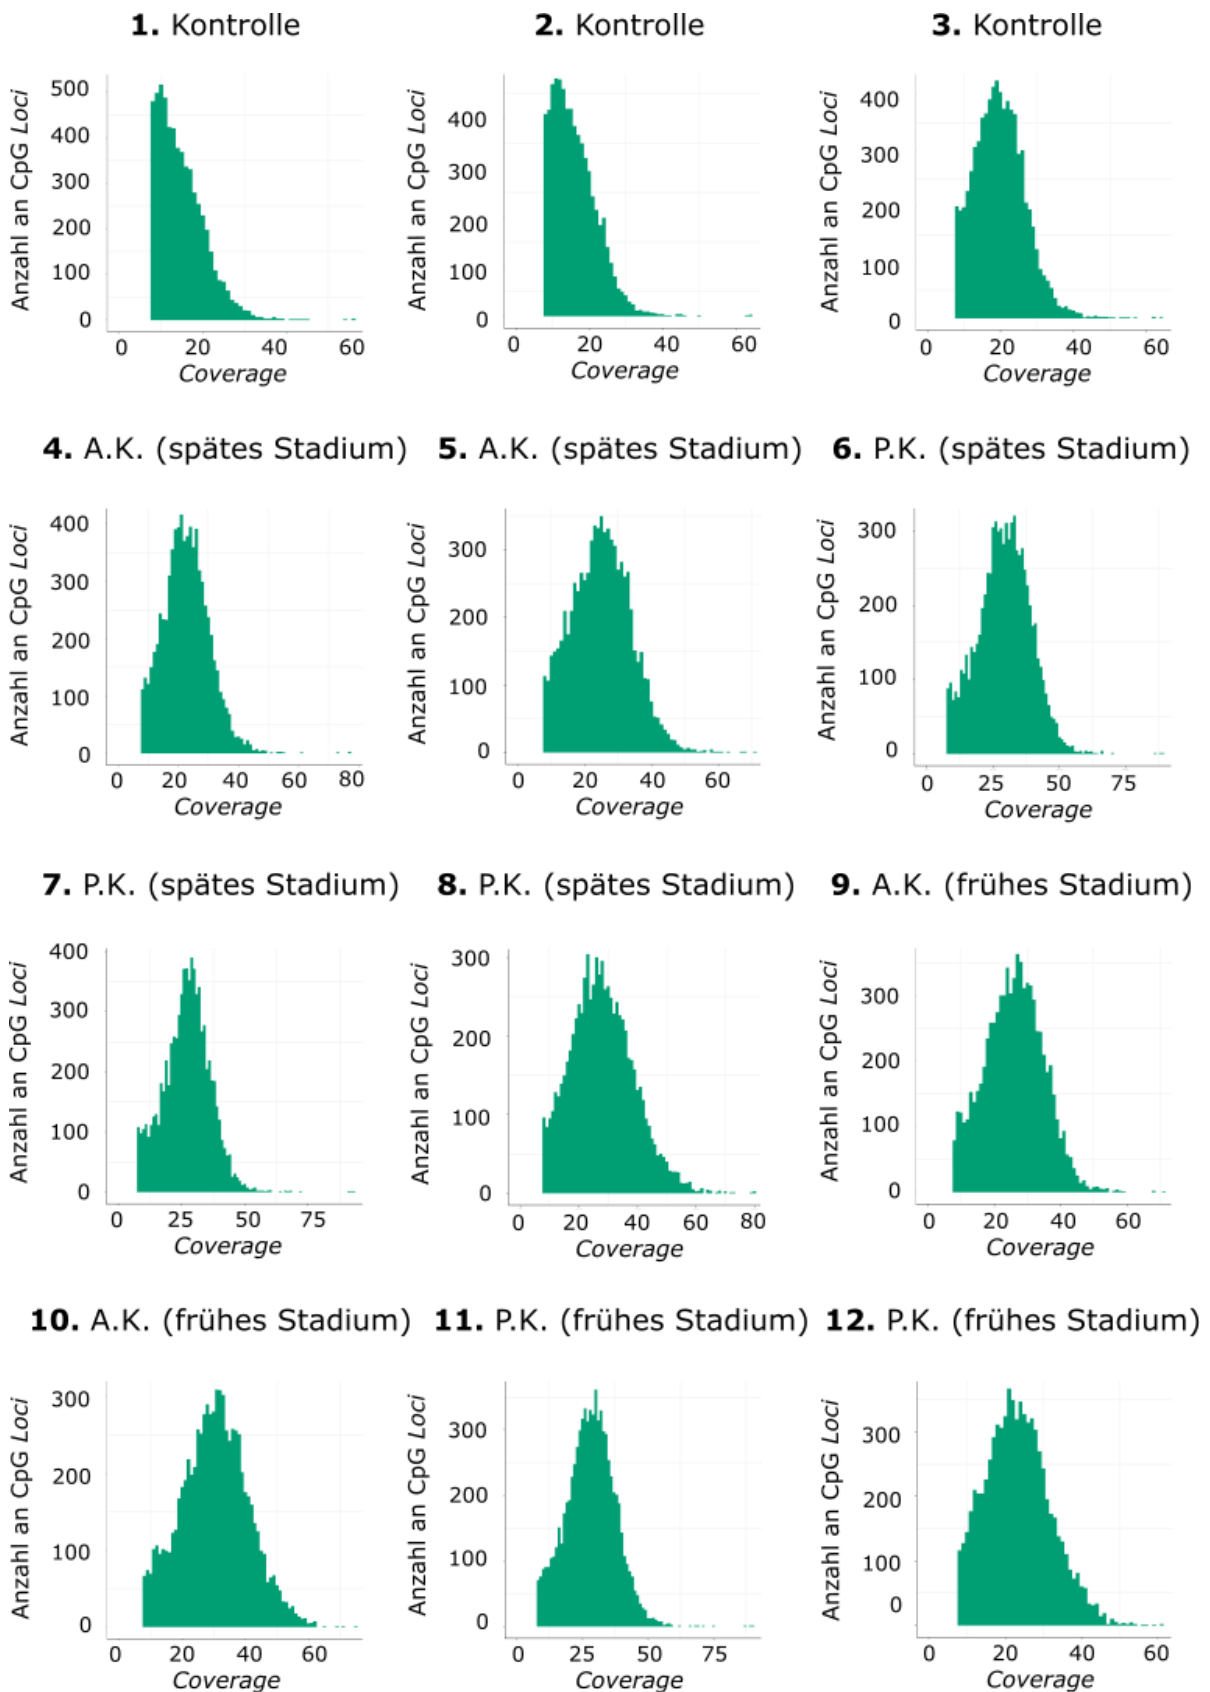 1. Kontrolle 2. Kontrolle 3. Kontrolle
Anzahl an CpG Loci
500
400
300
200
100
0
0 20 40 60
Coverage
Anzahl an CpG Loci
400
300
200
100
0
0 20 40 60
Coverage
Anzahl an CpG Loci
400
300
200
100
0
0 20 40 60
Coverage
4. A.K. (spätes Stadium) 5. A.K. (spätes Stadium) 6. P.K. (spätes Stadium)
Anzahl an CpG Loci
400
300
200
100
0
0 20 40 60 80
Coverage
Anzahl an CpG Loci
300
200
100
0
0 20 40 60
Coverage
Anzahl an CpG Loci
300
200
100
0
0 25 50 75
Coverage
7. P.K. (spätes Stadium) 8. P.K. (spätes Stadium) 9. A.K. (frühes Stadium)
Anzahl an CpG Loci
400
300
200
100
0
0 25 50 75
Coverage
Anzahl an CpG Loci
300
200
100
0
0 20 40 60 80
Coverage
Anzahl an CpG Loci
300
200
100
0
0 20 40 60
Coverage
10. A.K. (frühes Stadium) 11. P.K. (frühes Stadium) 12. P.K. (frühes Stadium)
Anzahl an CpG Loci
300
200
100
0
0 20 40 60
Coverage
Anzahl an CpG Loci
300
200
100
0
0 25 50 75
Coverage
Anzahl an CpG Loci
300
200
100
0
0 20 40 60
Coverage